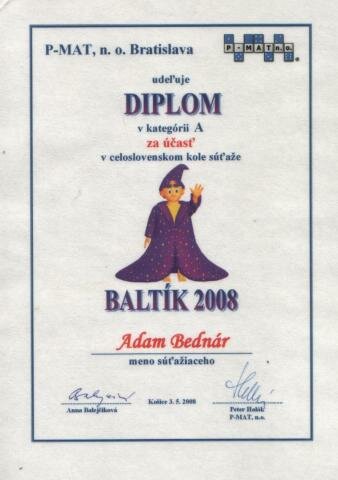 P-MAT, n. o. Bratislava
P - MAT n.o.
udeľuje
DIPLOM
v kategórii A
za účasť
v celoslovenskom kole súťaže
BALTÍK 2008
Adam Bednár
meno súťažiaceho
Košice 3. 5. 2008
Anna Balejčíková
Peter Holák
P-MAT, n.o.